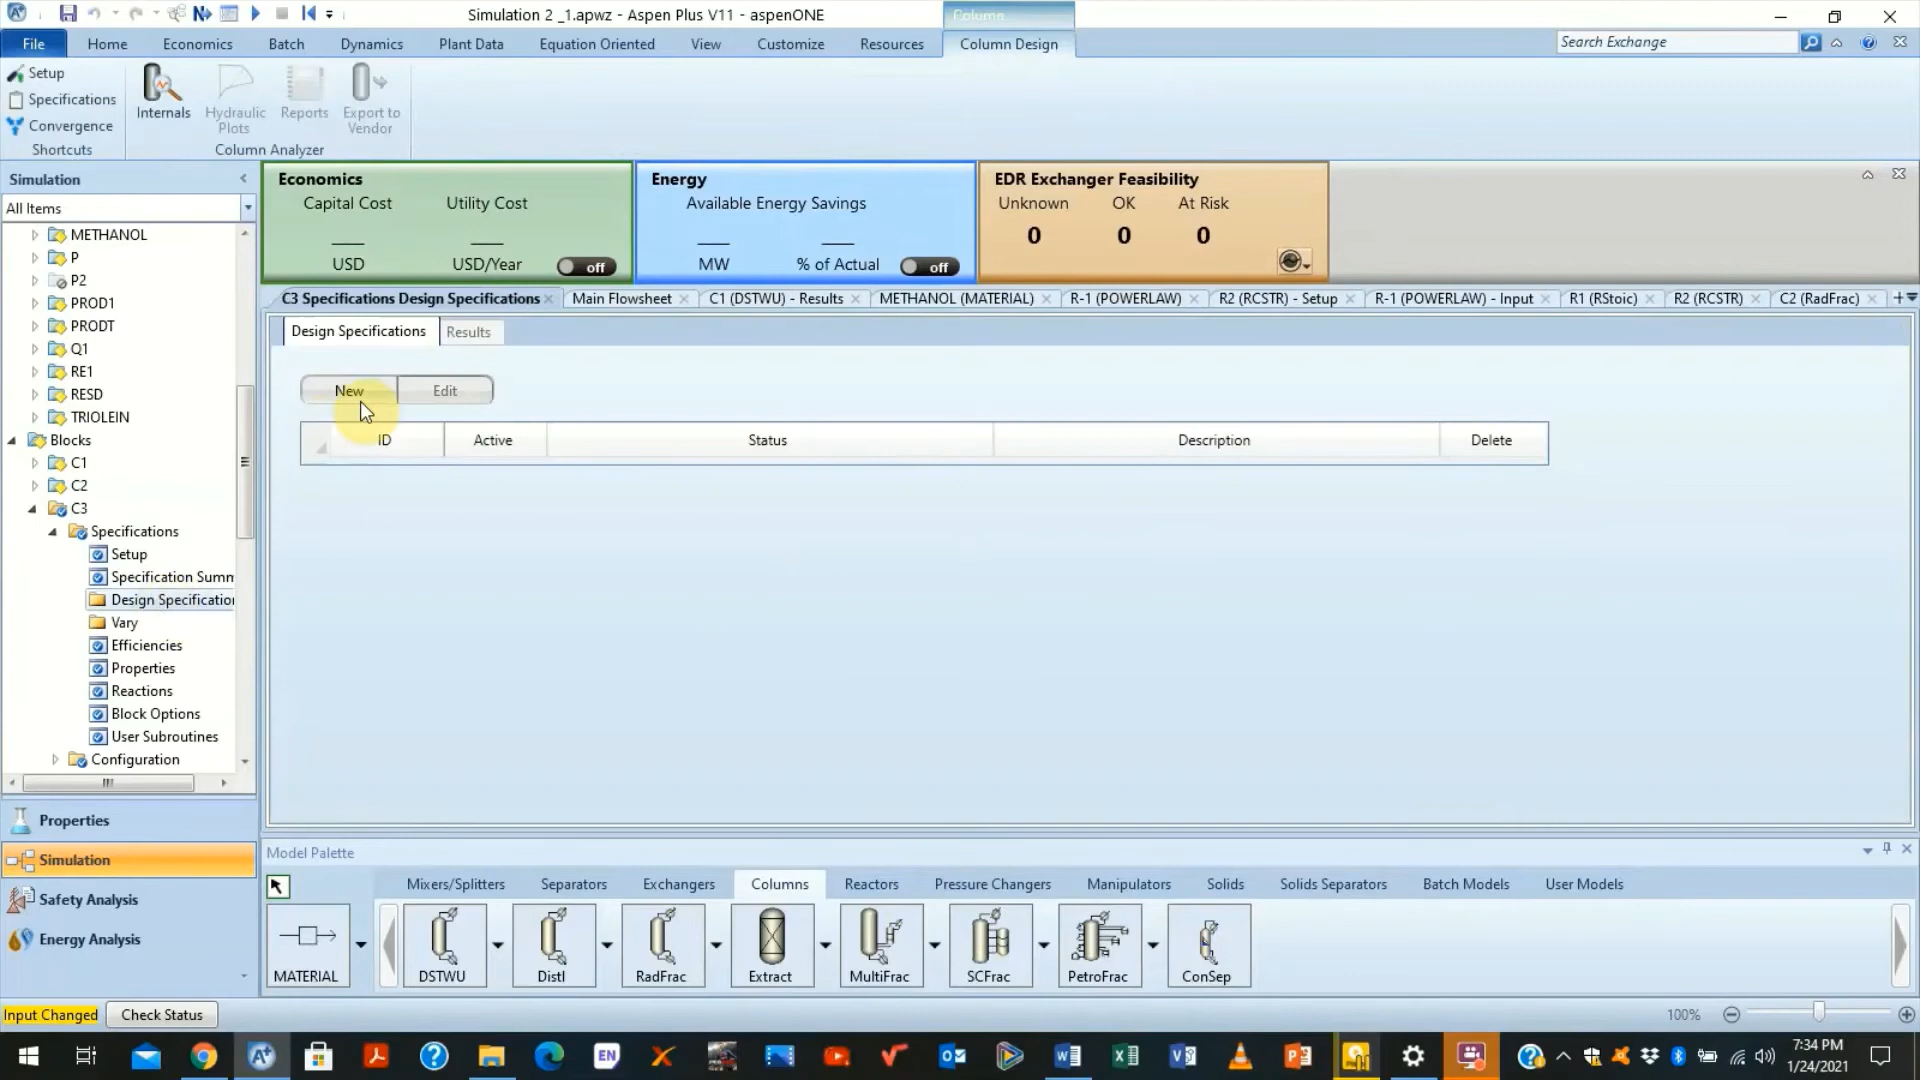 Simulation 2 _1.apwz - Aspen Plus V11 - aspenONE
Column
File Home Economics Batch Dynamics Plant Data Equation Oriented View Customize Resources Column Design
Search Exchange
Setup
Specifications
Convergence
Shortcuts
Internals
Hydraulic Plots
Reports
Export to Vendor
Column Analyzer
Simulation
All Items
METHANOL
P
P2
PROD1
PRODT
Q1
RE1
RESD
TRIOLEIN
Blocks
C1
C2
C3
Specifications
Setup
Specification Summ
Design Specification
Vary
Efficiencies
Properties
Reactions
Block Options
User Subroutines
Configuration
Properties
Simulation
Safety Analysis
Energy Analysis
Economics
Capital Cost Utility Cost
USD USD/Year off
Energy
Available Energy Savings
MW % of Actual off
EDR Exchanger Feasibility
Unknown OK At Risk
0 0 0
C3 Specifications Design Specifications Main Flowsheet C1 (DSTWU) - Results METHANOL (MATERIAL) R-1 (POWERLAW) R2 (RCSTR) - Setup R-1 (POWERLAW) - Input R1 (RStoic) R2 (RCSTR) C2 (RadFrac)
Design Specifications Results
New Edit
ID Active Status Description Delete
Model Palette
Mixers/Splitters Separators Exchangers Columns Reactors Pressure Changers Manipulators Solids Solids Separators Batch Models User Models
MATERIAL DSTWU Distl RadFrac Extract MultiFrac SCFrac PetroFrac ConSep
Input Changed Check Status
100%
EN
7:34 PM
1/24/2021